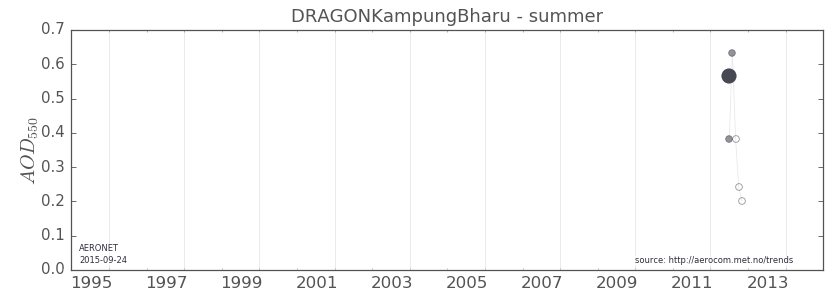 DRAGONKampungBharu - summer
0.7
0.6
0.5
0.4
0.3
0.2
0.1
0.0
AOD550
AERONET
2015-09-24
source: http://aerocom.met.no/trends
1995 1997 1999 2001 2003 2005 2007 2009 2011 2013